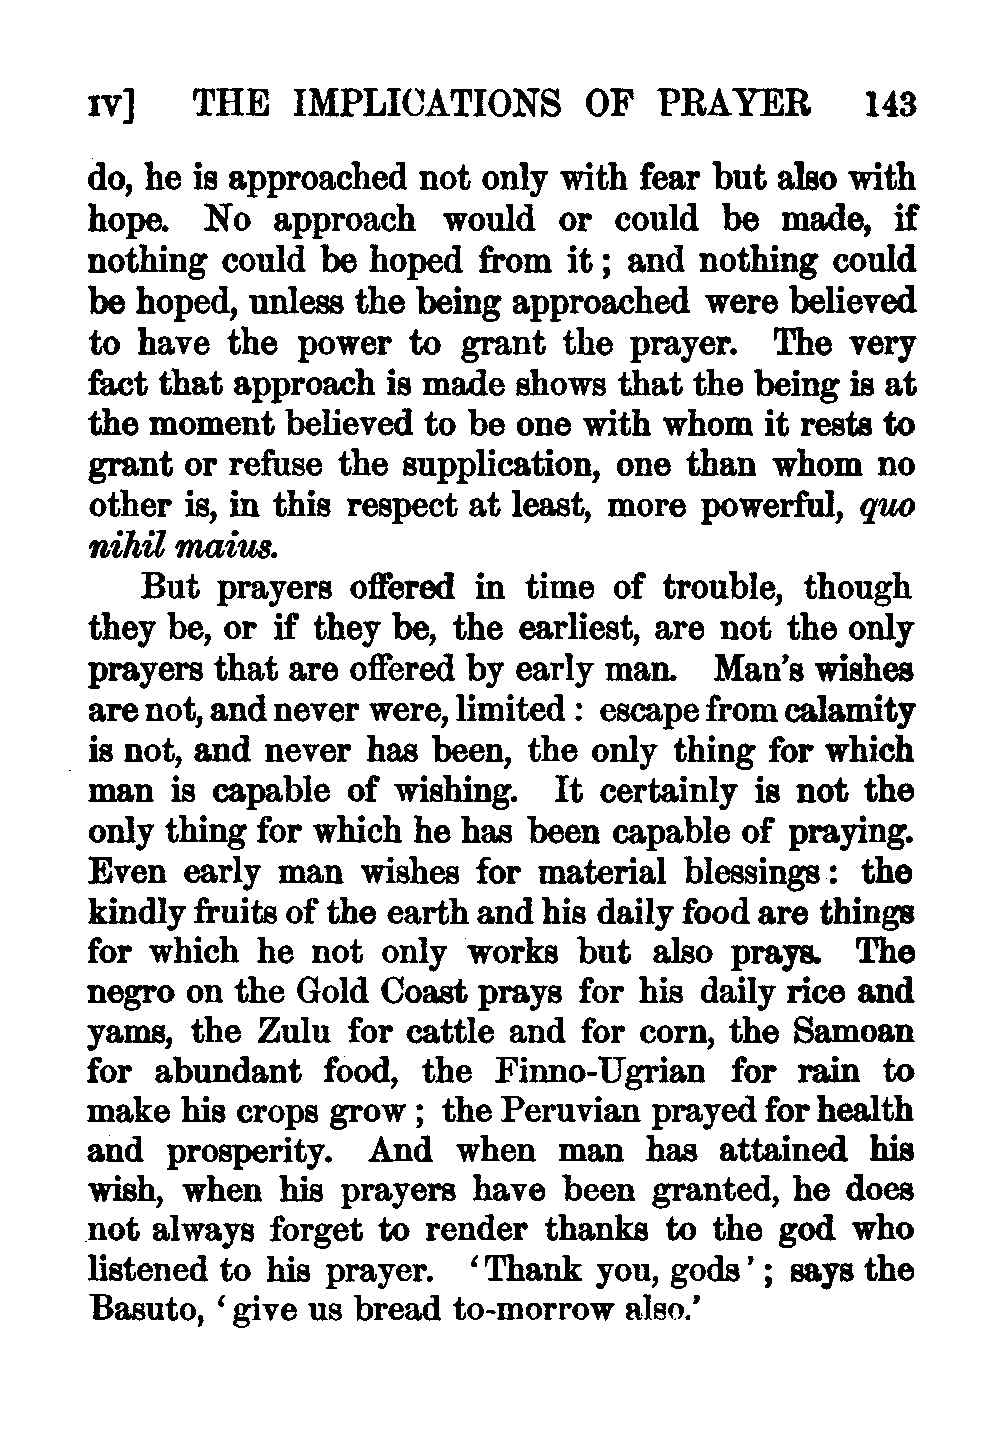 IV] THE IMPLICATIONS OF PRAYER 143
do, he is approached not only with fear but also with
hope. No approach would or could be made, if
nothing could be hoped from it ; and nothing could
be hoped, unless the being approached were believed
to have the power to grant the prayer. The very
fact that approach is made shows that the being is at
the moment believed to be one with whom it rests to
grant or refuse the supplication, one than whom no
other is, in this respect at least, more powerful, quo
nihil maius.
But prayers offered in time of trouble, though
they be, or if they be, the earliest, are not the only
prayers that are offered by early man. Man's wishes
are not, and never were, limited : escape from calamity
is not, and never has been, the only thing for which
man is capable of wishing. It certainly is not the
only thing for which he has been capable of praying.
Even early man wishes for material blessings : the
kindly fruits of the earth and his daily food are things
for which he not only works but also prays. The
negro on the Gold Coast prays for his daily rice and
yams, the Zulu for cattle and for corn, the Samoan
for abundant food, the Finno-Ugrian for rain to
make his crops grow ; the Peruvian prayed for health
and prosperity. And when man has attained his
wish, when his prayers have been granted, he does
not always forget to render thanks to the god who
listened to his prayer. 'Thank you, gods' ; says the
Basuto, 'give us bread to-morrow also.'